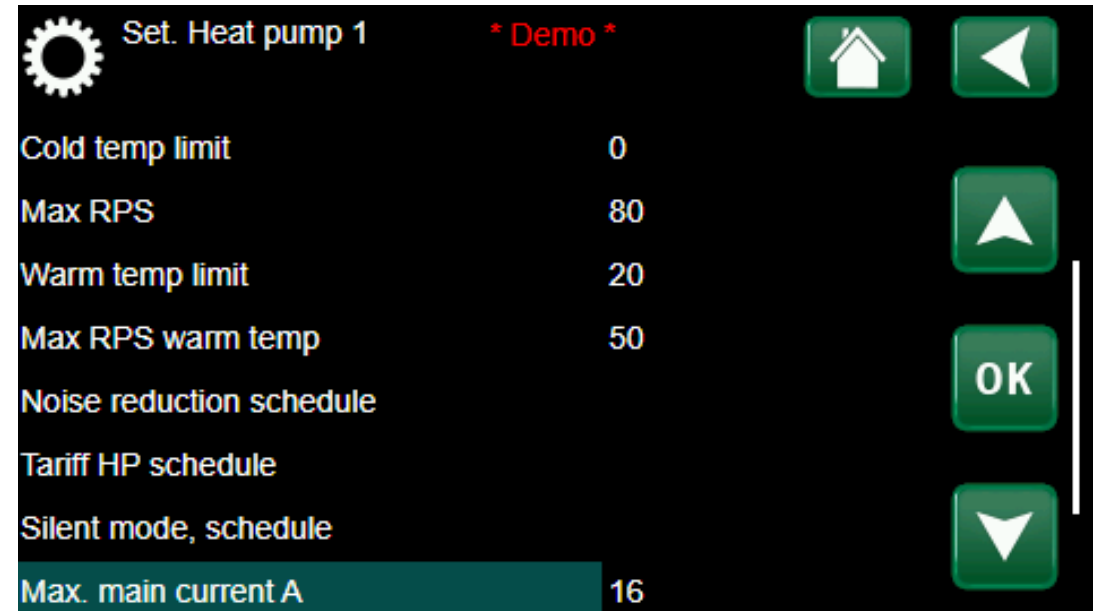 Set. Heat pump 1 * Demo *
Cold temp limit 0
Max RPS 80
Warm temp limit 20
Max RPS warm temp 50
OK
Noise reduction schedule
Tariff HP schedule
Silent mode, schedule
Max. main current A 16